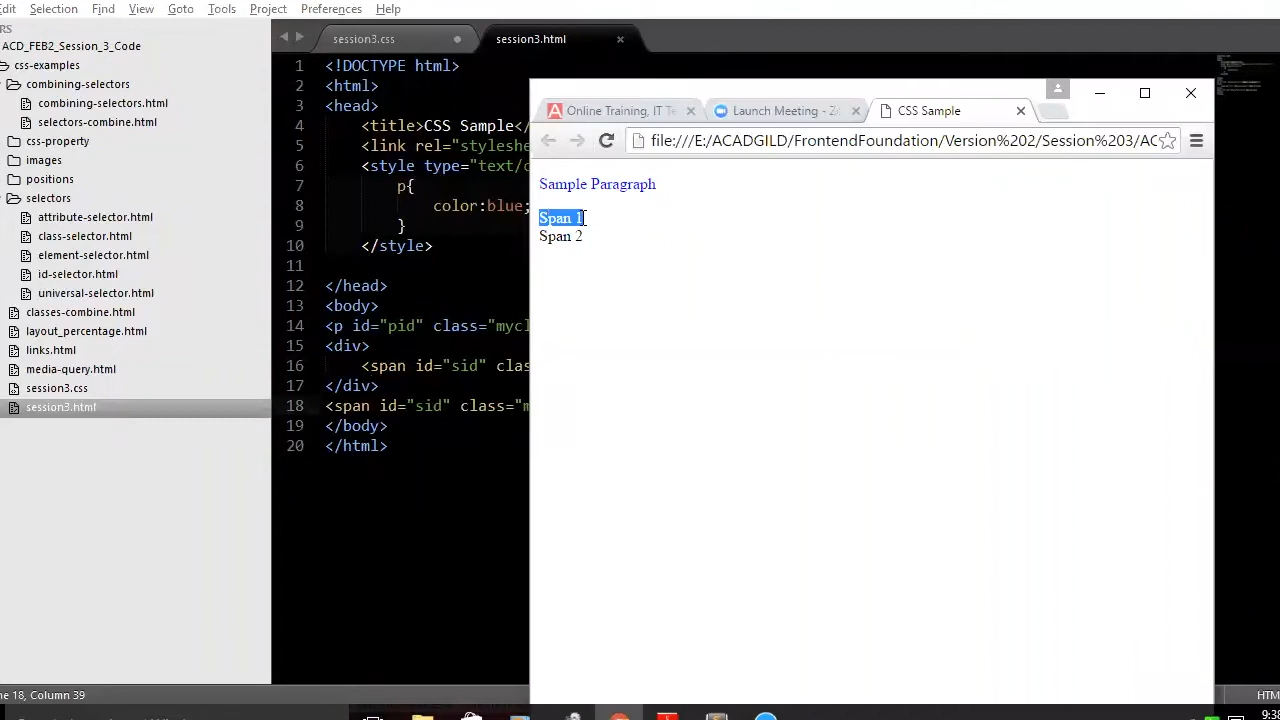 Edit Selection Find View Goto Tools Project Preferences Help
RS
ACD_FEB2_Session_3_Code
css-examples
combining-selectors
combining-selectors.html
selectors-combine.html
css-property
images
positions
selectors
attribute-selector.html
class-selector.html
element-selector.html
id-selector.html
universal-selector.html
classes-combine.html
layout_percentage.html
links.html
media-query.html
session3.css
session3.html
session3.css
session3.html
1 <!DOCTYPE html>
2 <html>
3 <head>
4 <title>CSS Sample</
5 <link rel="styleshe
6 <style type="text/c
7 p{
8 color:blue;
9 }
10 </style>
11
12 </head>
13 <body>
14 <p id="pid" class="mycl
15 <div>
16 <span id="sid" clas
17 </div>
18 <span id="sid" class="m
19 </body>
20 </html>
Online Training, IT Te
Launch Meeting - Z
CSS Sample
file:///E:/ACADGILD/FrontendFoundation/Version%202/Session%203/AC
Sample Paragraph
Span 1
Span 2
ne 18, Column 39
HTM
9:38